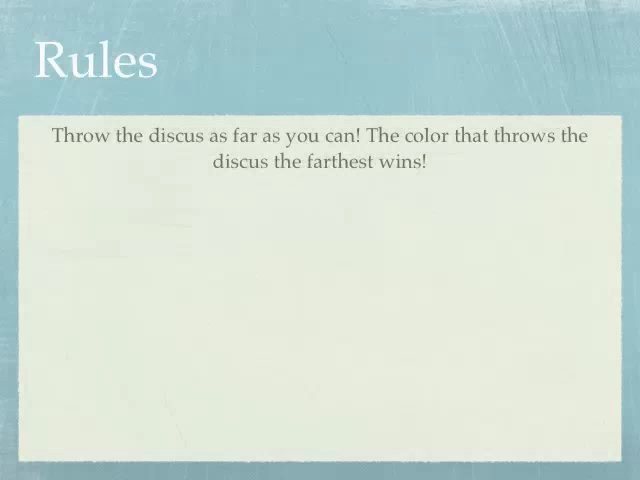 Rules
Throw the discus as far as you can! The color that throws the
discus the farthest wins!